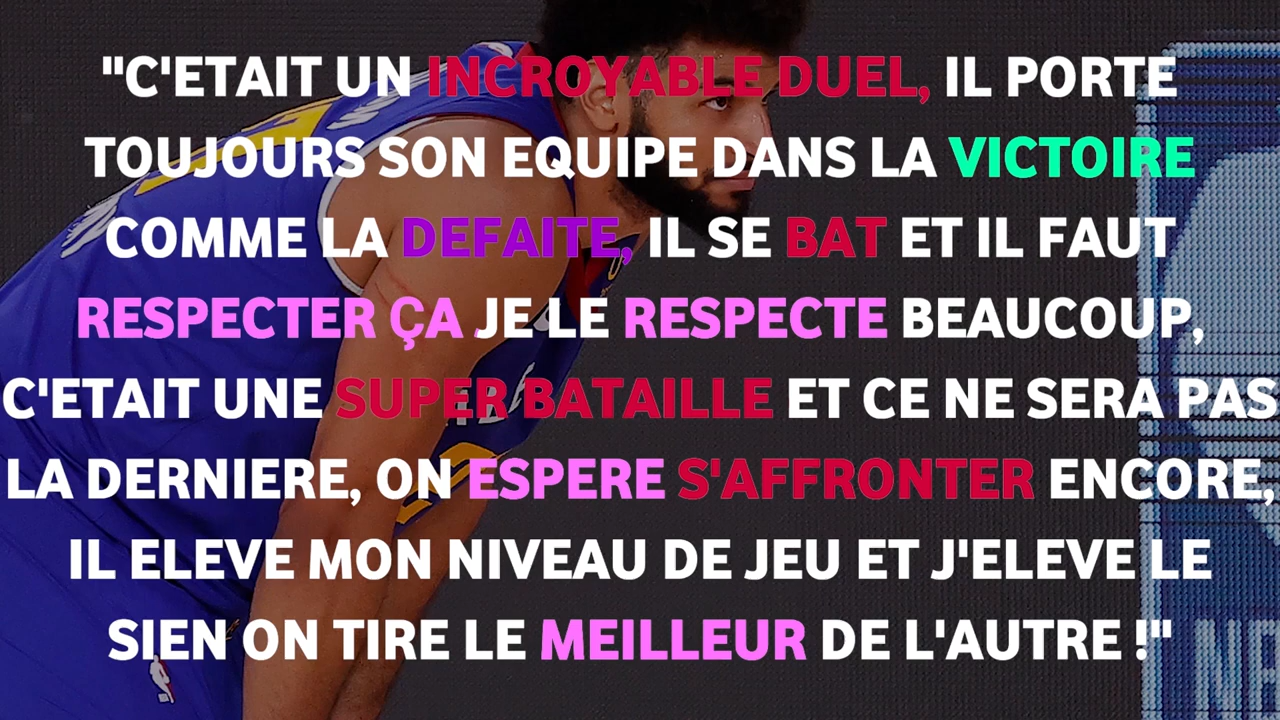 "C'ETAIT UN INCROYABLE DUEL, IL PORTE
TOUJOURS SON EQUIPE DANS LA VICTOIRE
COMME LA DEFAITE, IL SE BAT ET IL FAUT
RESPECTER ÇA JE LE RESPECTE BEAUCOUP,
C'ETAIT UNE SUPER BATAILLE ET CE NE SERA PAS
LA DERNIERE, ON ESPERE S'AFFRONTER ENCORE,
IL ELEVE MON NIVEAU DE JEU ET J'ELEVE LE
SIEN ON TIRE LE MEILLEUR DE L'AUTRE !"